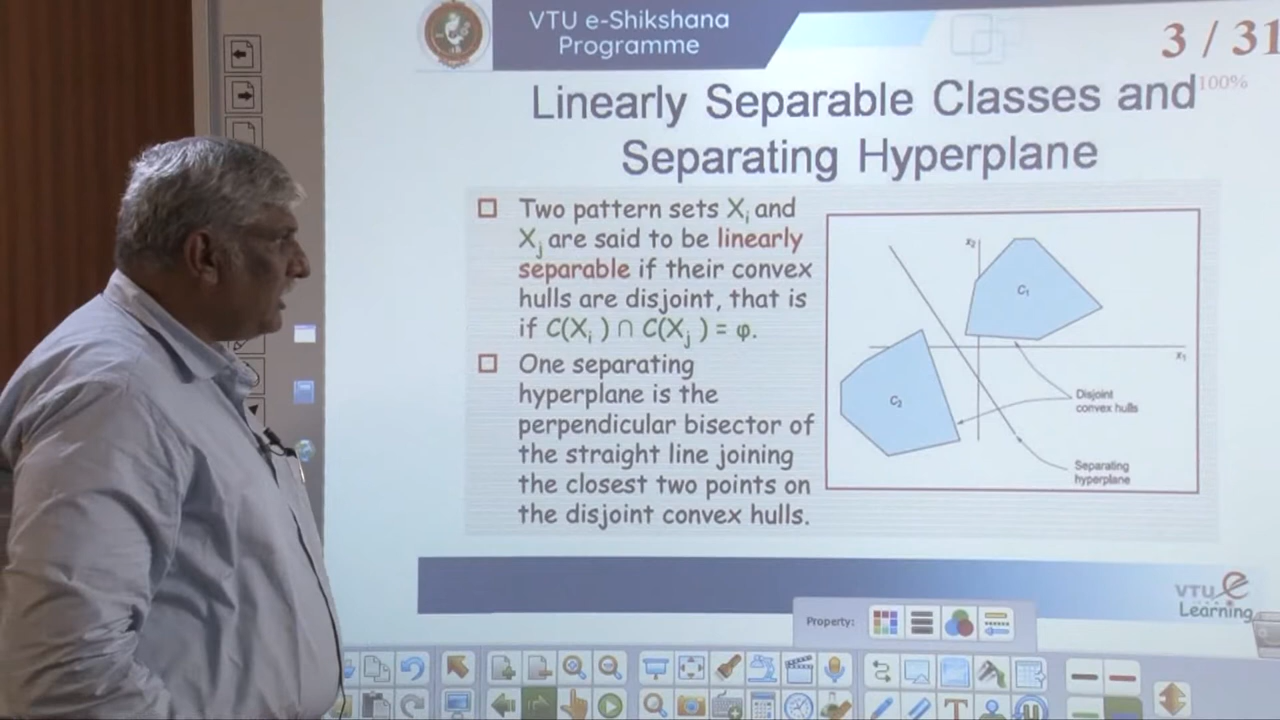 VTU e-Shikshana
Programme
3 / 31
100%
Linearly Separable Classes and
Separating Hyperplane
Two pattern sets Xi and
Xj are said to be linearly
separable if their convex
hulls are disjoint, that is
if C(Xi ) ∩ C(Xj ) = φ.
One separating
hyperplane is the
perpendicular bisector of
the straight line joining
the closest two points on
the disjoint convex hulls.
x2
C1
x1
C2
Disjoint
convex hulls
Separating
hyperplane
VTU e
Learning
Property: